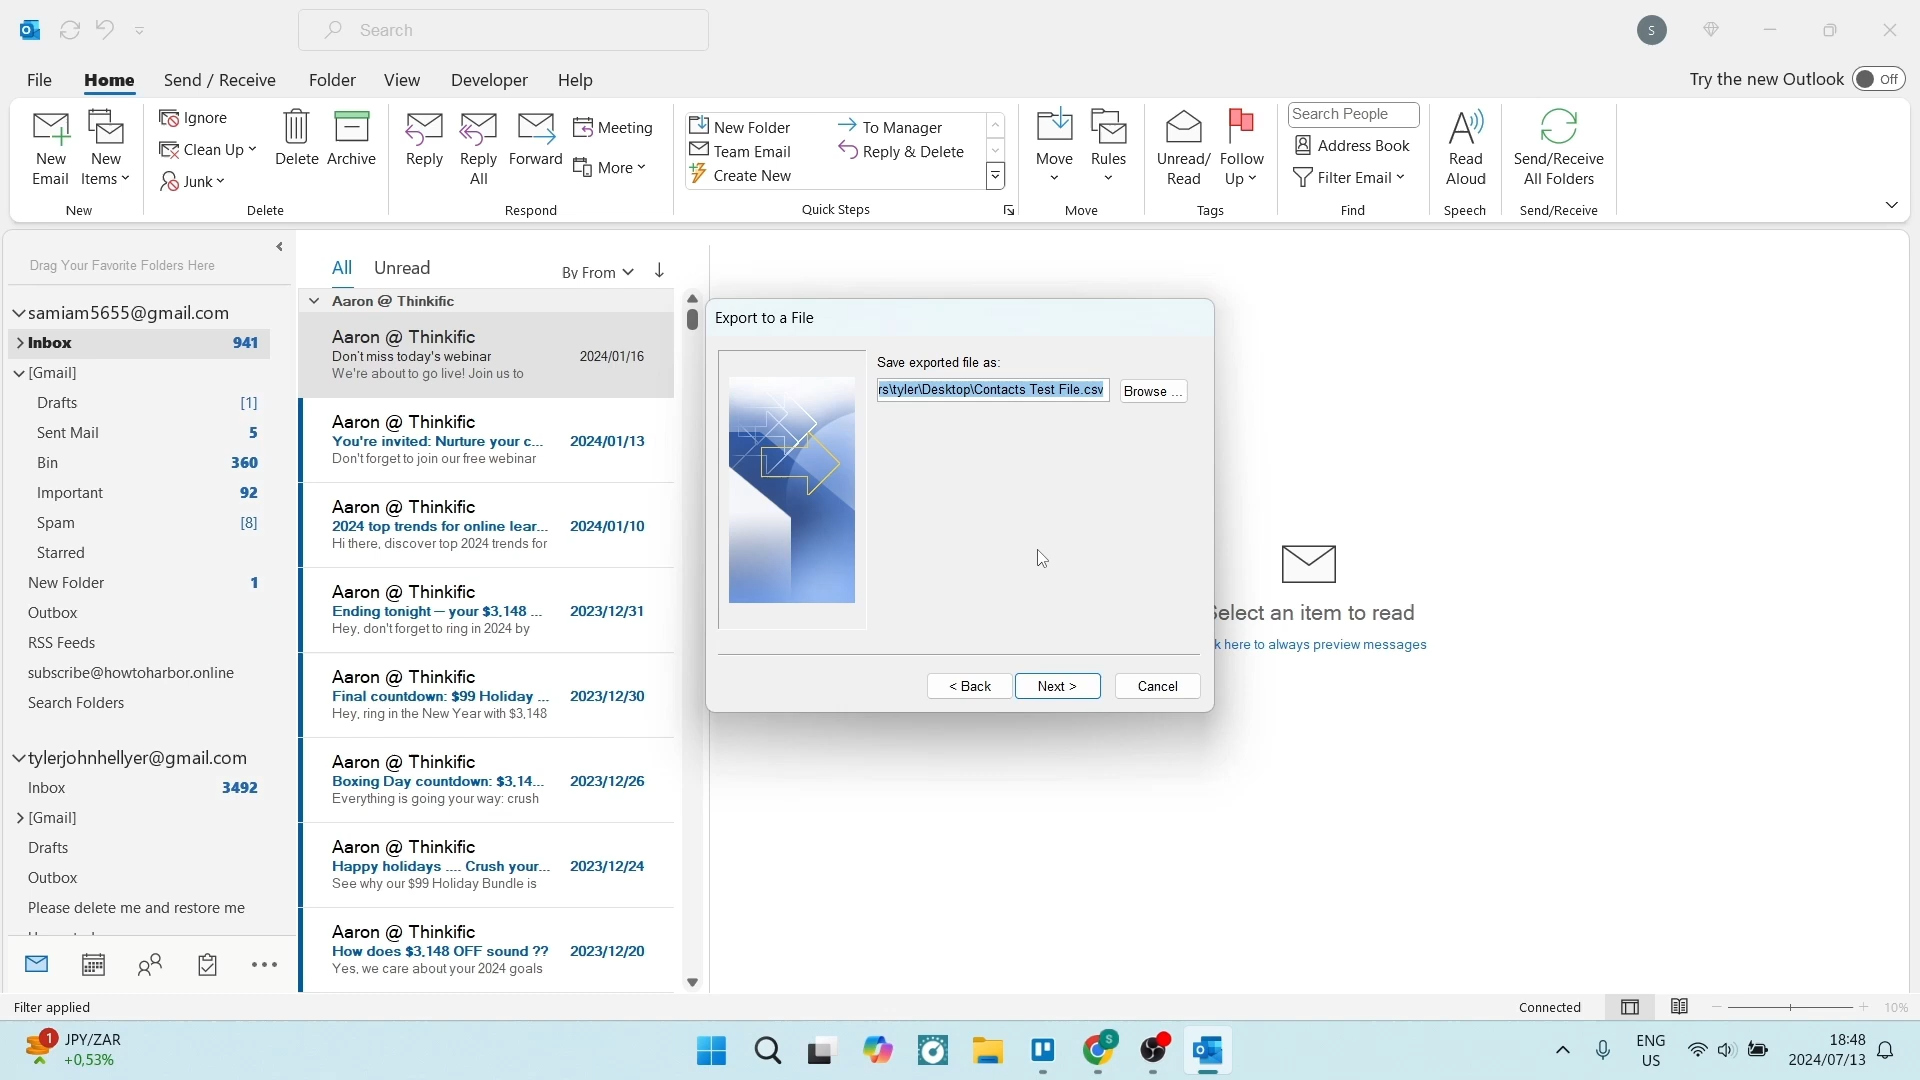 Search
S
File Home Send / Receive Folder View Developer Help
Try the new Outlook Off
New Email
New Items
New
Ignore
Clean Up
Junk
Delete
Archive
Delete
Reply
Reply All
Forward
Meeting
More
Respond
New Folder
Team Email
Create New
To Manager
Reply & Delete
Quick Steps
Move
Rules
Move
Unread/ Read
Follow Up
Tags
Search People
Address Book
Filter Email
Find
Read Aloud
Speech
Send/Receive All Folders
Send/Receive
Drag Your Favorite Folders Here
samiam5655@gmail.com
Inbox 941
[Gmail]
Drafts [1]
Sent Mail 5
Bin 360
Important 92
Spam [8]
Starred
New Folder 1
Outbox
RSS Feeds
subscribe@howtoharbor.online
Search Folders
tylerjohnhellyer@gmail.com
Inbox 3492
[Gmail]
Drafts
Outbox
Please delete me and restore me
All Unread By From
Aaron @ Thinkific
Aaron @ Thinkific
Don't miss today's webinar 2024/01/16
We're about to go live! Join us to
Aaron @ Thinkific
You're invited: Nurture your c... 2024/01/13
Don't forget to join our free webinar
Aaron @ Thinkific
2024 top trends for online lear... 2024/01/10
Hi there, discover top 2024 trends for
Aaron @ Thinkific
Ending tonight — your $3,148 ... 2023/12/31
Hey, don't forget to ring in 2024 by
Aaron @ Thinkific
Final countdown: $99 Holiday ... 2023/12/30
Hey, ring in the New Year with $3,148
Aaron @ Thinkific
Boxing Day countdown: $3,14... 2023/12/26
Everything is going your way: crush
Aaron @ Thinkific
Happy holidays .... Crush your... 2023/12/24
See why our $99 Holiday Bundle is
Aaron @ Thinkific
How does $3,148 OFF sound ?? 2023/12/20
Yes, we care about your 2024 goals
Export to a File
Save exported file as:
rs\tyler\Desktop\Contacts Test File.csv Browse ...
< Back Next > Cancel
Select an item to read
k here to always preview messages
Filter applied
Connected
10%
1
JPY/ZAR
+0,53%
S
ENG
US
18:48
2024/07/13